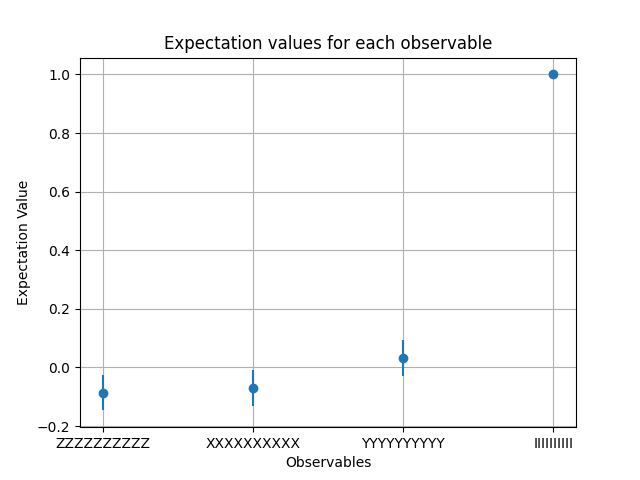 Expectation values for each observable
1.0
0.8
0.6
0.4
0.2
0.0
−0.2
Expectation Value
ZZZZZZZZZZ XXXXXXXXXX YYYYYYYYYY IIIIIIIIII
Observables